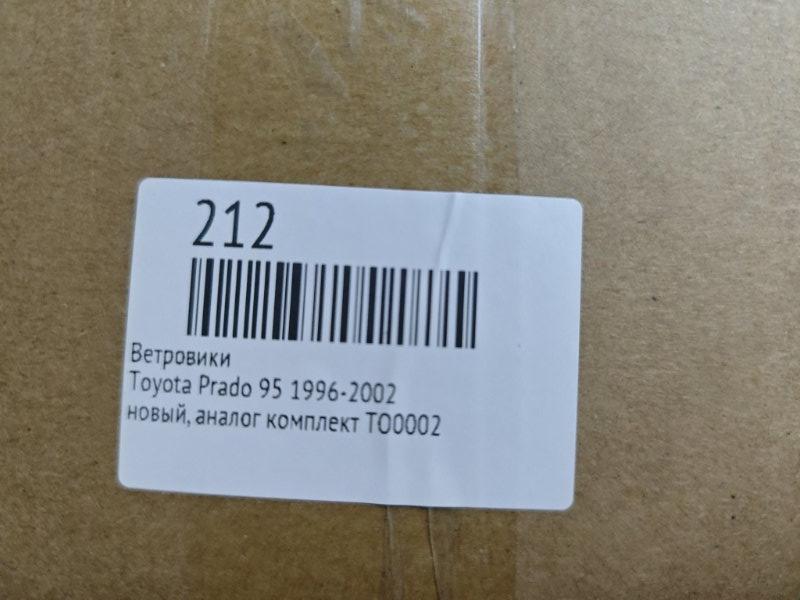 212
Ветровики
Toyota Prado 95 1996-2002
новый, аналог комплект TO0002